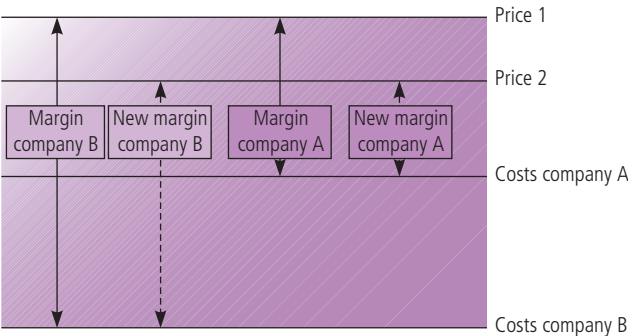 Price 1
Price 2
Margin
company B
New margin
company B
Margin
company A
New margin
company A
Costs company A
Costs company B